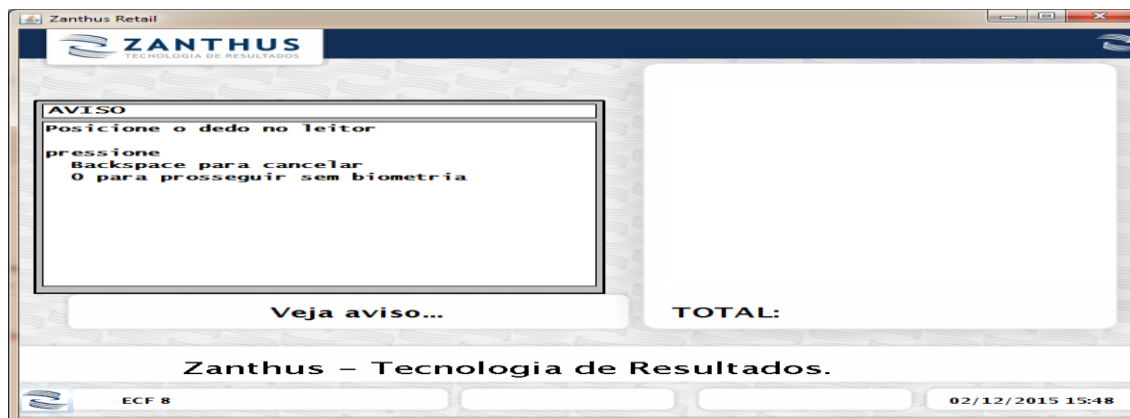 Zanthus Retail
ZANTHUS
TECNOLOGIA DE RESULTADOS
AVISO
Posicione o dedo no leitor
pressione
Backspace para cancelar
O para prosseguir sem biometria
Veja aviso...
TOTAL:
Zanthus – Tecnologia de Resultados.
ECF 8
02/12/2015 15:48